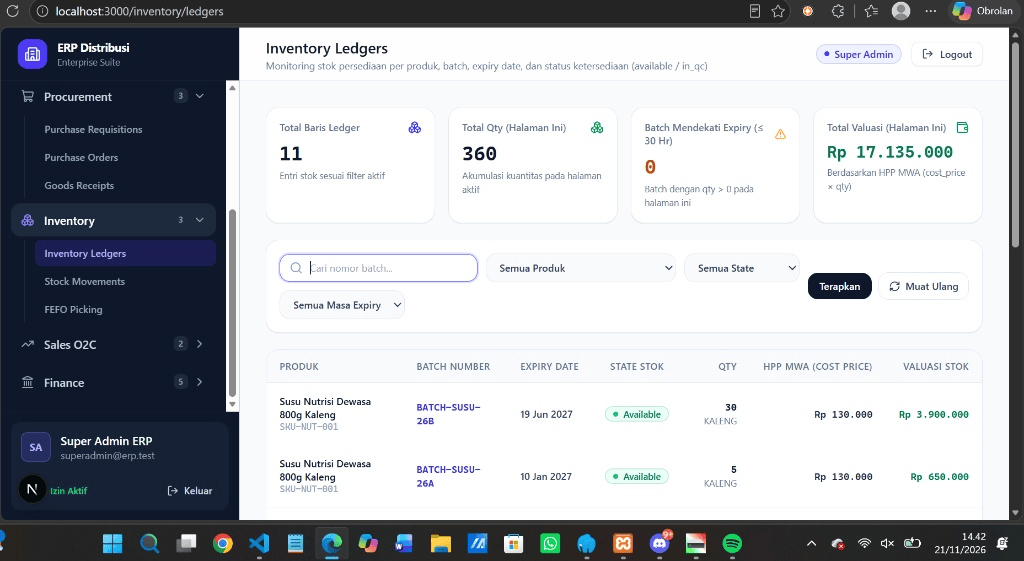 localhost:3000/inventory/ledgers
Obrolan
ERP Distribusi
Enterprise Suite
Procurement 3
Purchase Requisitions
Purchase Orders
Goods Receipts
Inventory 3
Inventory Ledgers
Stock Movements
FEFO Picking
Sales O2C 2
Finance 5
SA
Super Admin ERP
superadmin@erp.test
N
Izin Aktif
Keluar
Inventory Ledgers
Monitoring stok persediaan per produk, batch, expiry date, dan status ketersediaan (available / in_qc)
Super Admin
Logout
Total Baris Ledger
11
Entri stok sesuai filter aktif
Total Qty (Halaman Ini)
360
Akumulasi kuantitas pada halaman
aktif
Batch Mendekati Expiry (≤
30 Hr)
0
Batch dengan qty > 0 pada
halaman ini
Total Valuasi (Halaman Ini)
Rp 17.135.000
Berdasarkan HPP MWA (cost_price
× qty)
Cari nomor batch...
Semua Produk
Semua State
Terapkan
Muat Ulang
Semua Masa Expiry
PRODUK BATCH NUMBER EXPIRY DATE STATE STOK QTY HPP MWA (COST PRICE) VALUASI STOK
Susu Nutrisi Dewasa
800g Kaleng
SKU-NUT-001
BATCH-SUSU-
26B
19 Jun 2027
Available
30
KALENG
Rp 130.000
Rp 3.900.000
Susu Nutrisi Dewasa
800g Kaleng
SKU-NUT-001
BATCH-SUSU-
26A
10 Jan 2027
Available
5
KALENG
Rp 130.000
Rp 650.000
14.42
21/11/2026